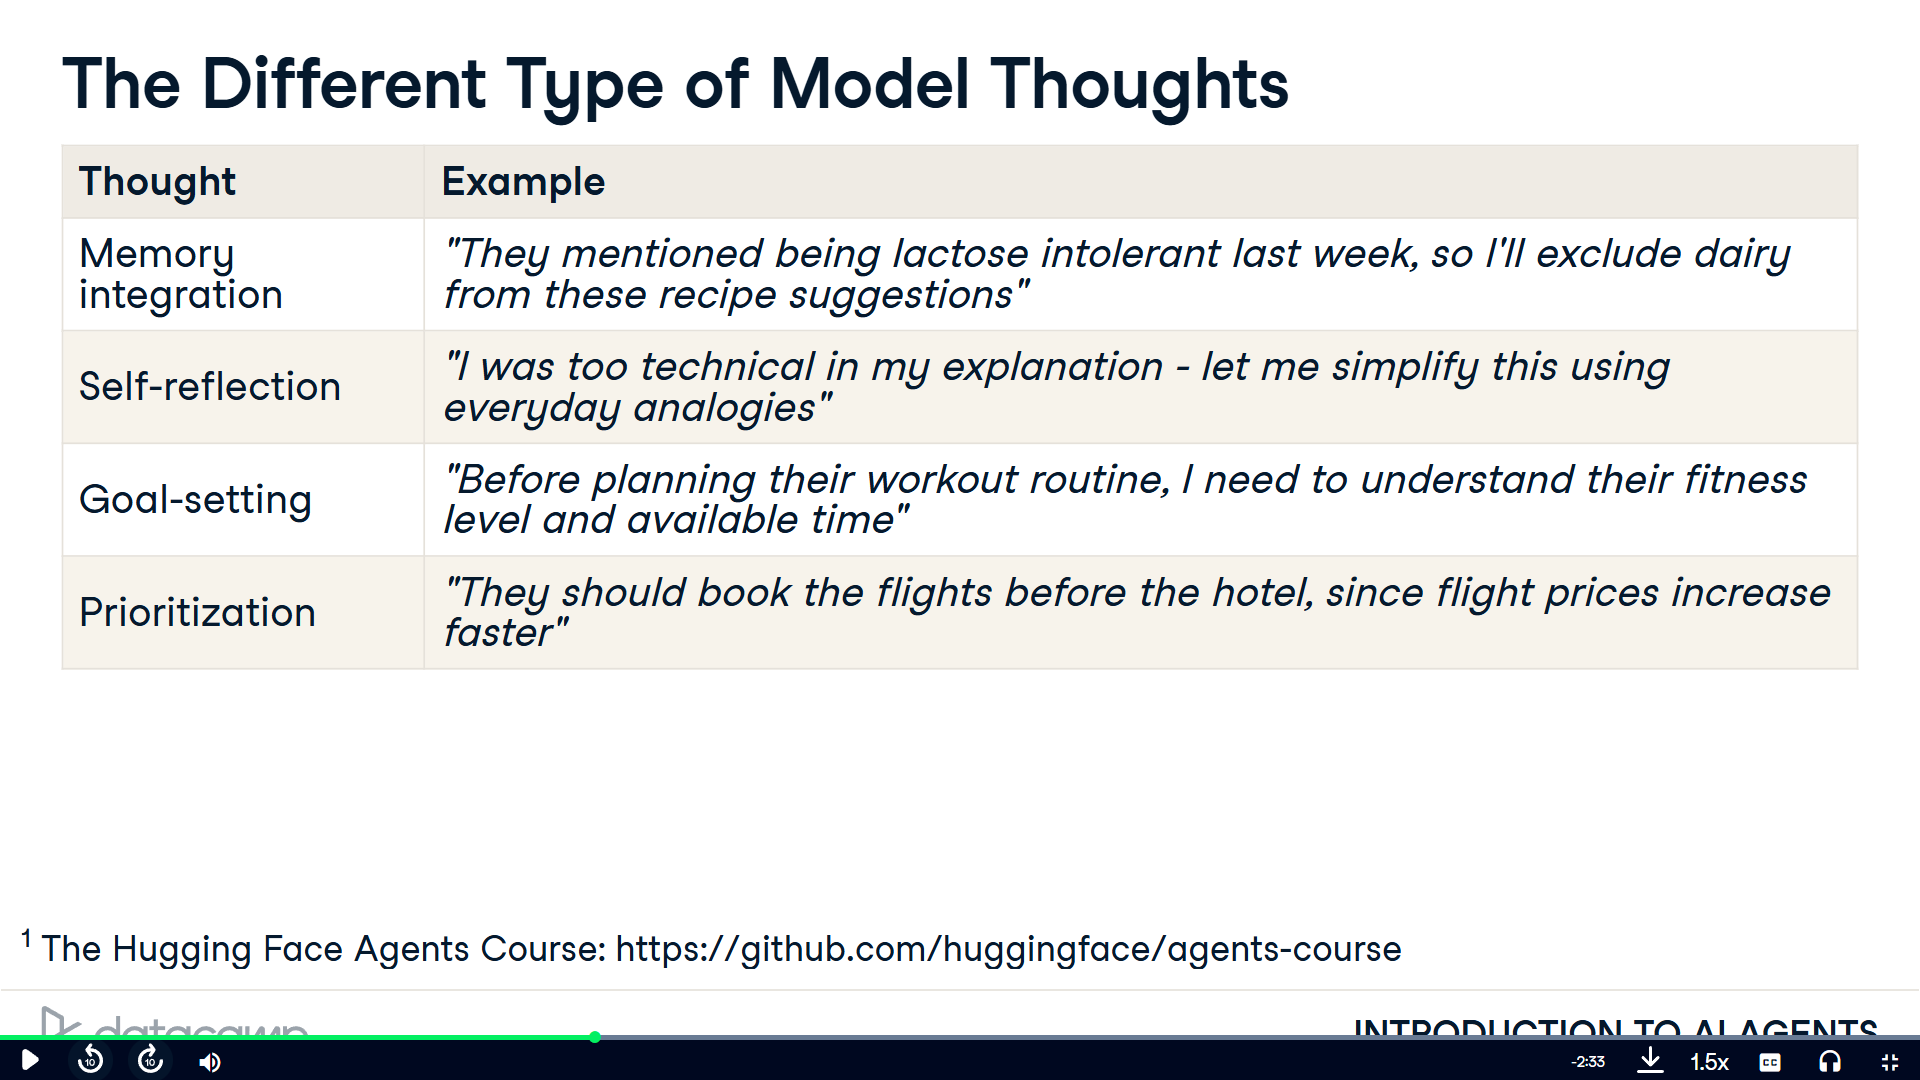 The Different Type of Model Thoughts
Thought
Example
Memory
integration
"They mentioned being lactose intolerant last week, so I'll exclude dairy
from these recipe suggestions"
Self-reflection
"I was too technical in my explanation - let me simplify this using
everyday analogies"
Goal-setting
"Before planning their workout routine, I need to understand their fitness
level and available time"
Prioritization
"They should book the flights before the hotel, since flight prices increase
faster"
1 The Hugging Face Agents Course: https://github.com/huggingface/agents-course
datacamp
INTRODUCTION TO AI AGENTS
10
10
-2:33
1.5x
CC